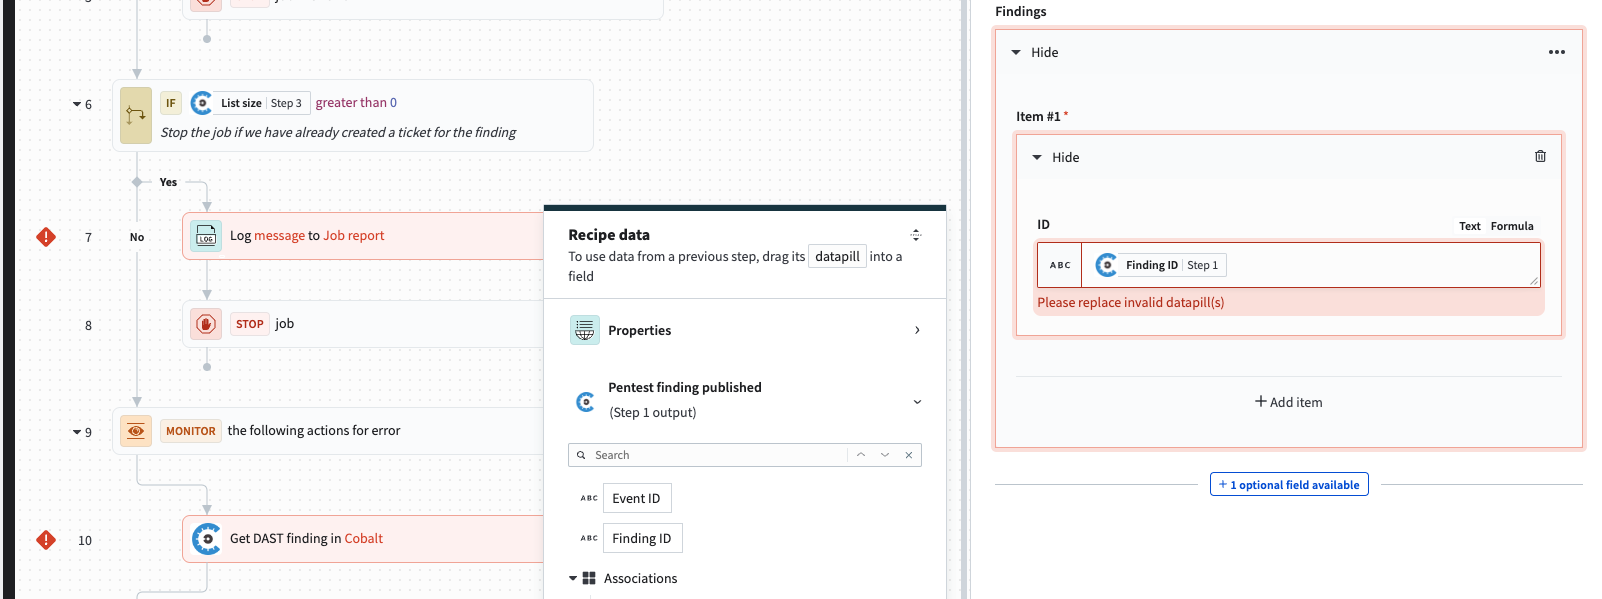 6
IF List size Step 3 greater than 0
Stop the job if we have already created a ticket for the finding
Yes
7
No
Log message to Job report
8
STOP job
9
MONITOR the following actions for error
10
Get DAST finding in Cobalt
Recipe data
To use data from a previous step, drag its datapill into a
field
Properties
Pentest finding published
(Step 1 output)
Search
ABC Event ID
ABC Finding ID
Associations
Findings
Hide
Item #1 *
Hide
ID
Text Formula
ABC Finding ID Step 1
Please replace invalid datapill(s)
+ Add item
+ 1 optional field available